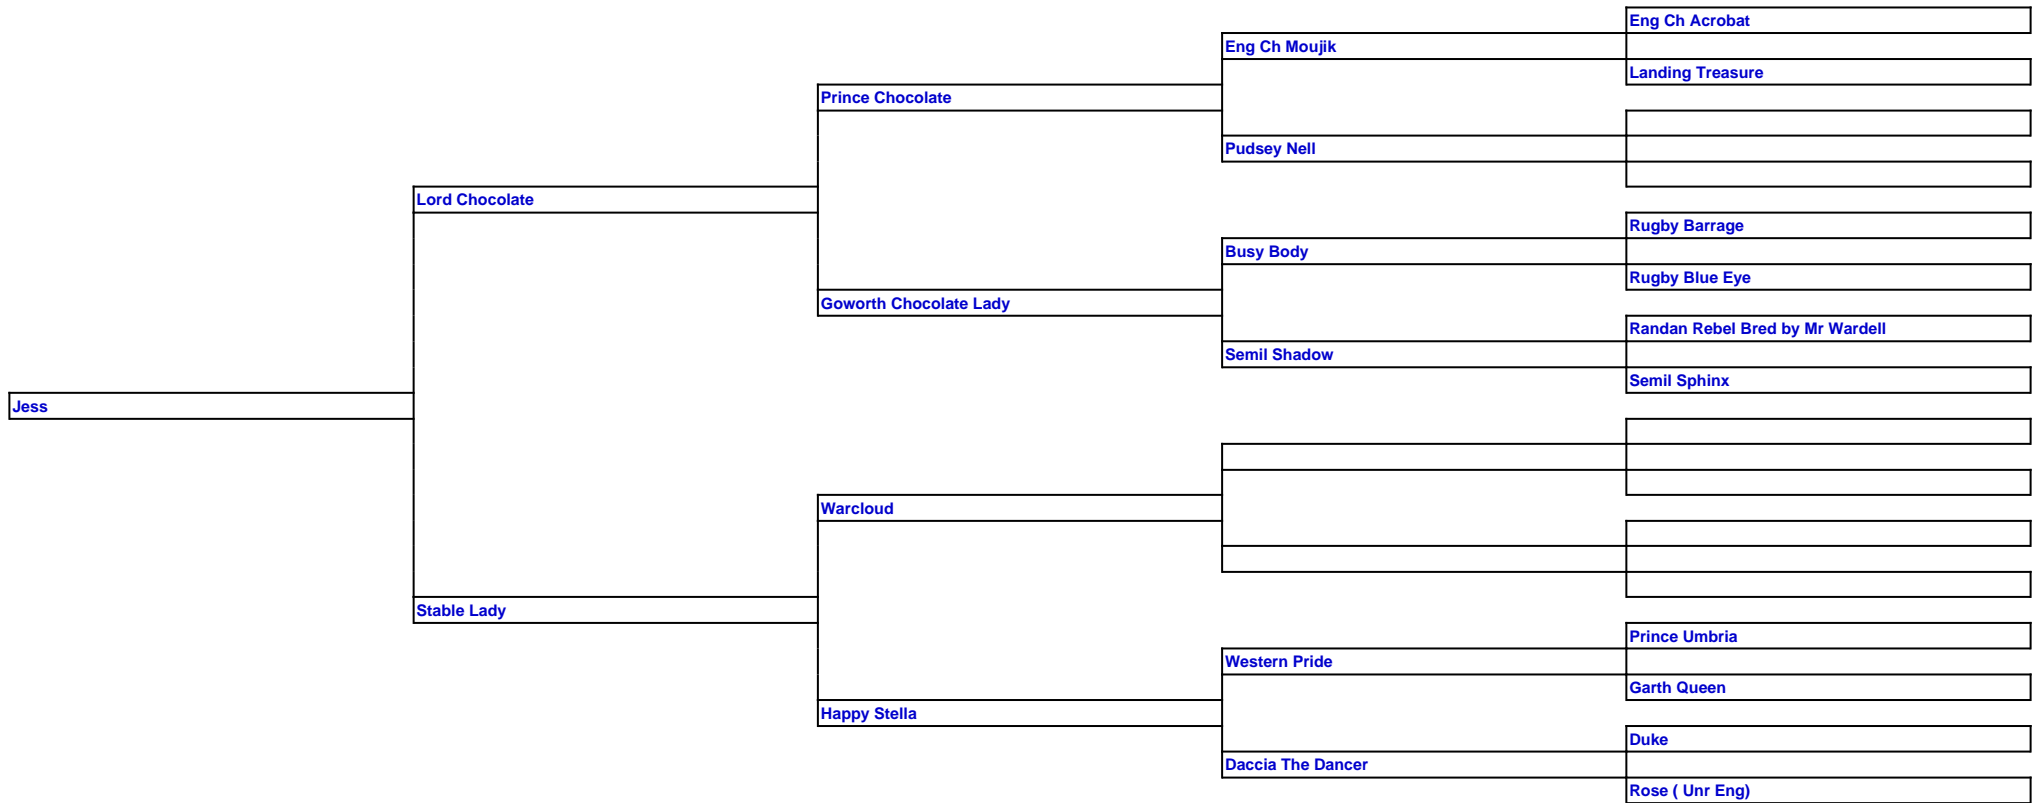 Eng Ch Acrobat
Eng Ch Moujik
Landing Treasure
Prince Chocolate
Pudsey Nell
Lord Chocolate
Rugby Barrage
Busy Body
Rugby Blue Eye
Goworth Chocolate Lady
Randan Rebel Bred by Mr Wardell
Semil Shadow
Semil Sphinx
Jess
Warcloud
Stable Lady
Prince Umbria
Western Pride
Garth Queen
Happy Stella
Duke
Daccia The Dancer
Rose ( Unr Eng)